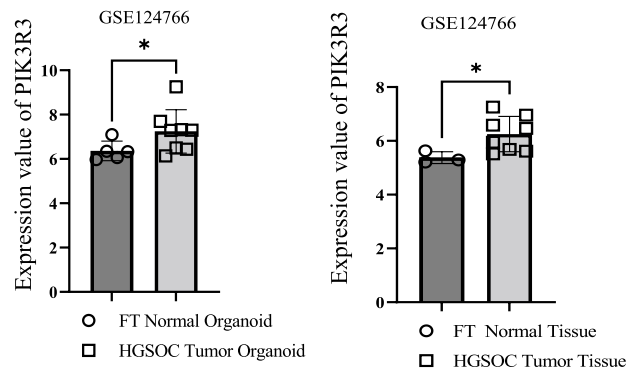 GSE124766
*
Expression value of PIK3R3
10
8
6
4
2
0
FT Normal Organoid
HGSOC Tumor Organoid
GSE124766
*
Expression value of PIK3R3
8
6
4
2
0
FT Normal Tissue
HGSOC Tumor Tissue